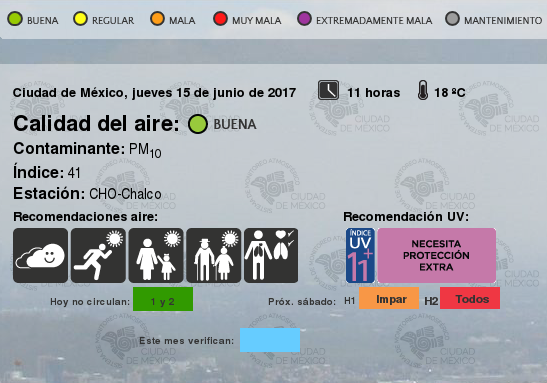 BUENA REGULAR MALA MUY MALA EXTREMADAMENTE MALA MANTENIMIENTO
Ciudad de México, jueves 15 de junio de 2017 11 horas 18 ºC
Calidad del aire: BUENA
Contaminante: PM10
Índice: 41
Estación: CHO-Chalco
Recomendaciones aire: Recomendación UV:
ÍNDICE UV 11+ NECESITA PROTECCIÓN EXTRA
Hoy no circulan: 1 y 2 Próx. sábado: H1 Impar H2 Todos
Este mes verifican: